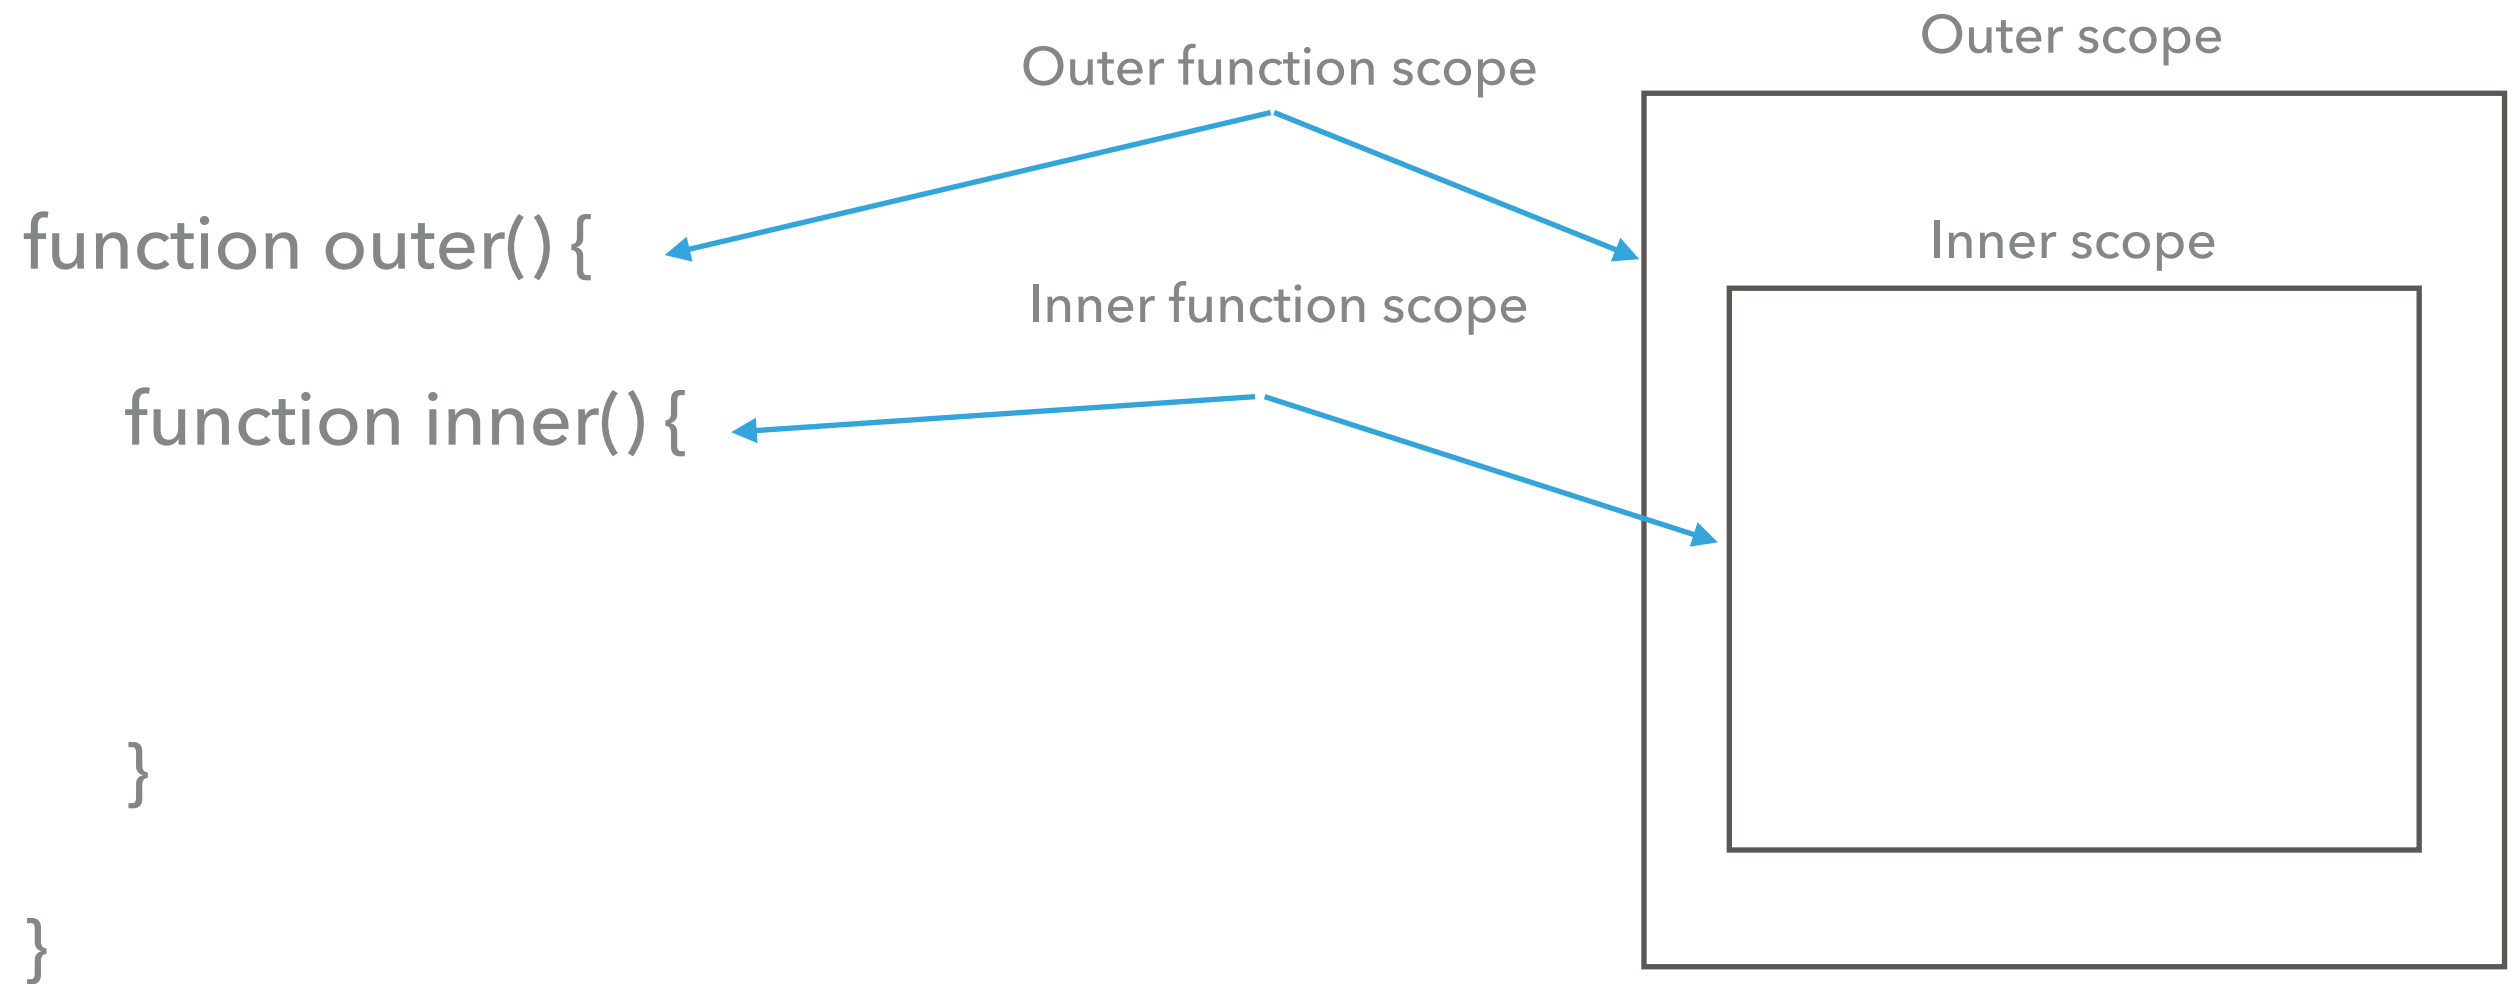 Outer scope
Outer function scope
function outer(){
Inner scope
Inner function scope
function inner(){
}
}